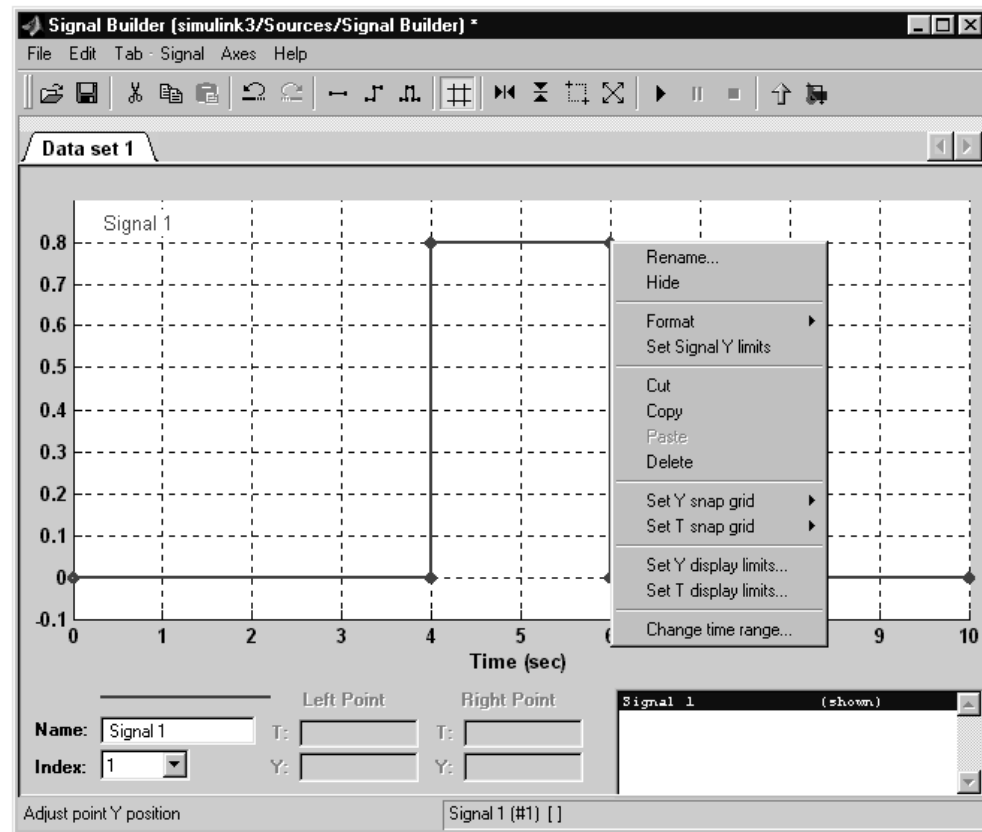 Signal Builder (simulink3/Sources/Signal Builder) *
File Edit Tab - Signal Axes Help
Data set 1
Signal 1
0.8
0.7
0.6
0.5
0.4
0.3
0.2
0.1
0
-0.1
0 1 2 3 4 5 6 9 10
Time (sec)
Rename...
Hide
Format
Set Signal Y limits
Cut
Copy
Paste
Delete
Set Y snap grid
Set T snap grid
Set Y display limits...
Set T display limits...
Change time range...
Left Point Right Point
Name: Signal 1 T: T:
Index: 1 Y: Y:
Signal 1 (shown)
Adjust point Y position Signal 1 (#1) [ ]